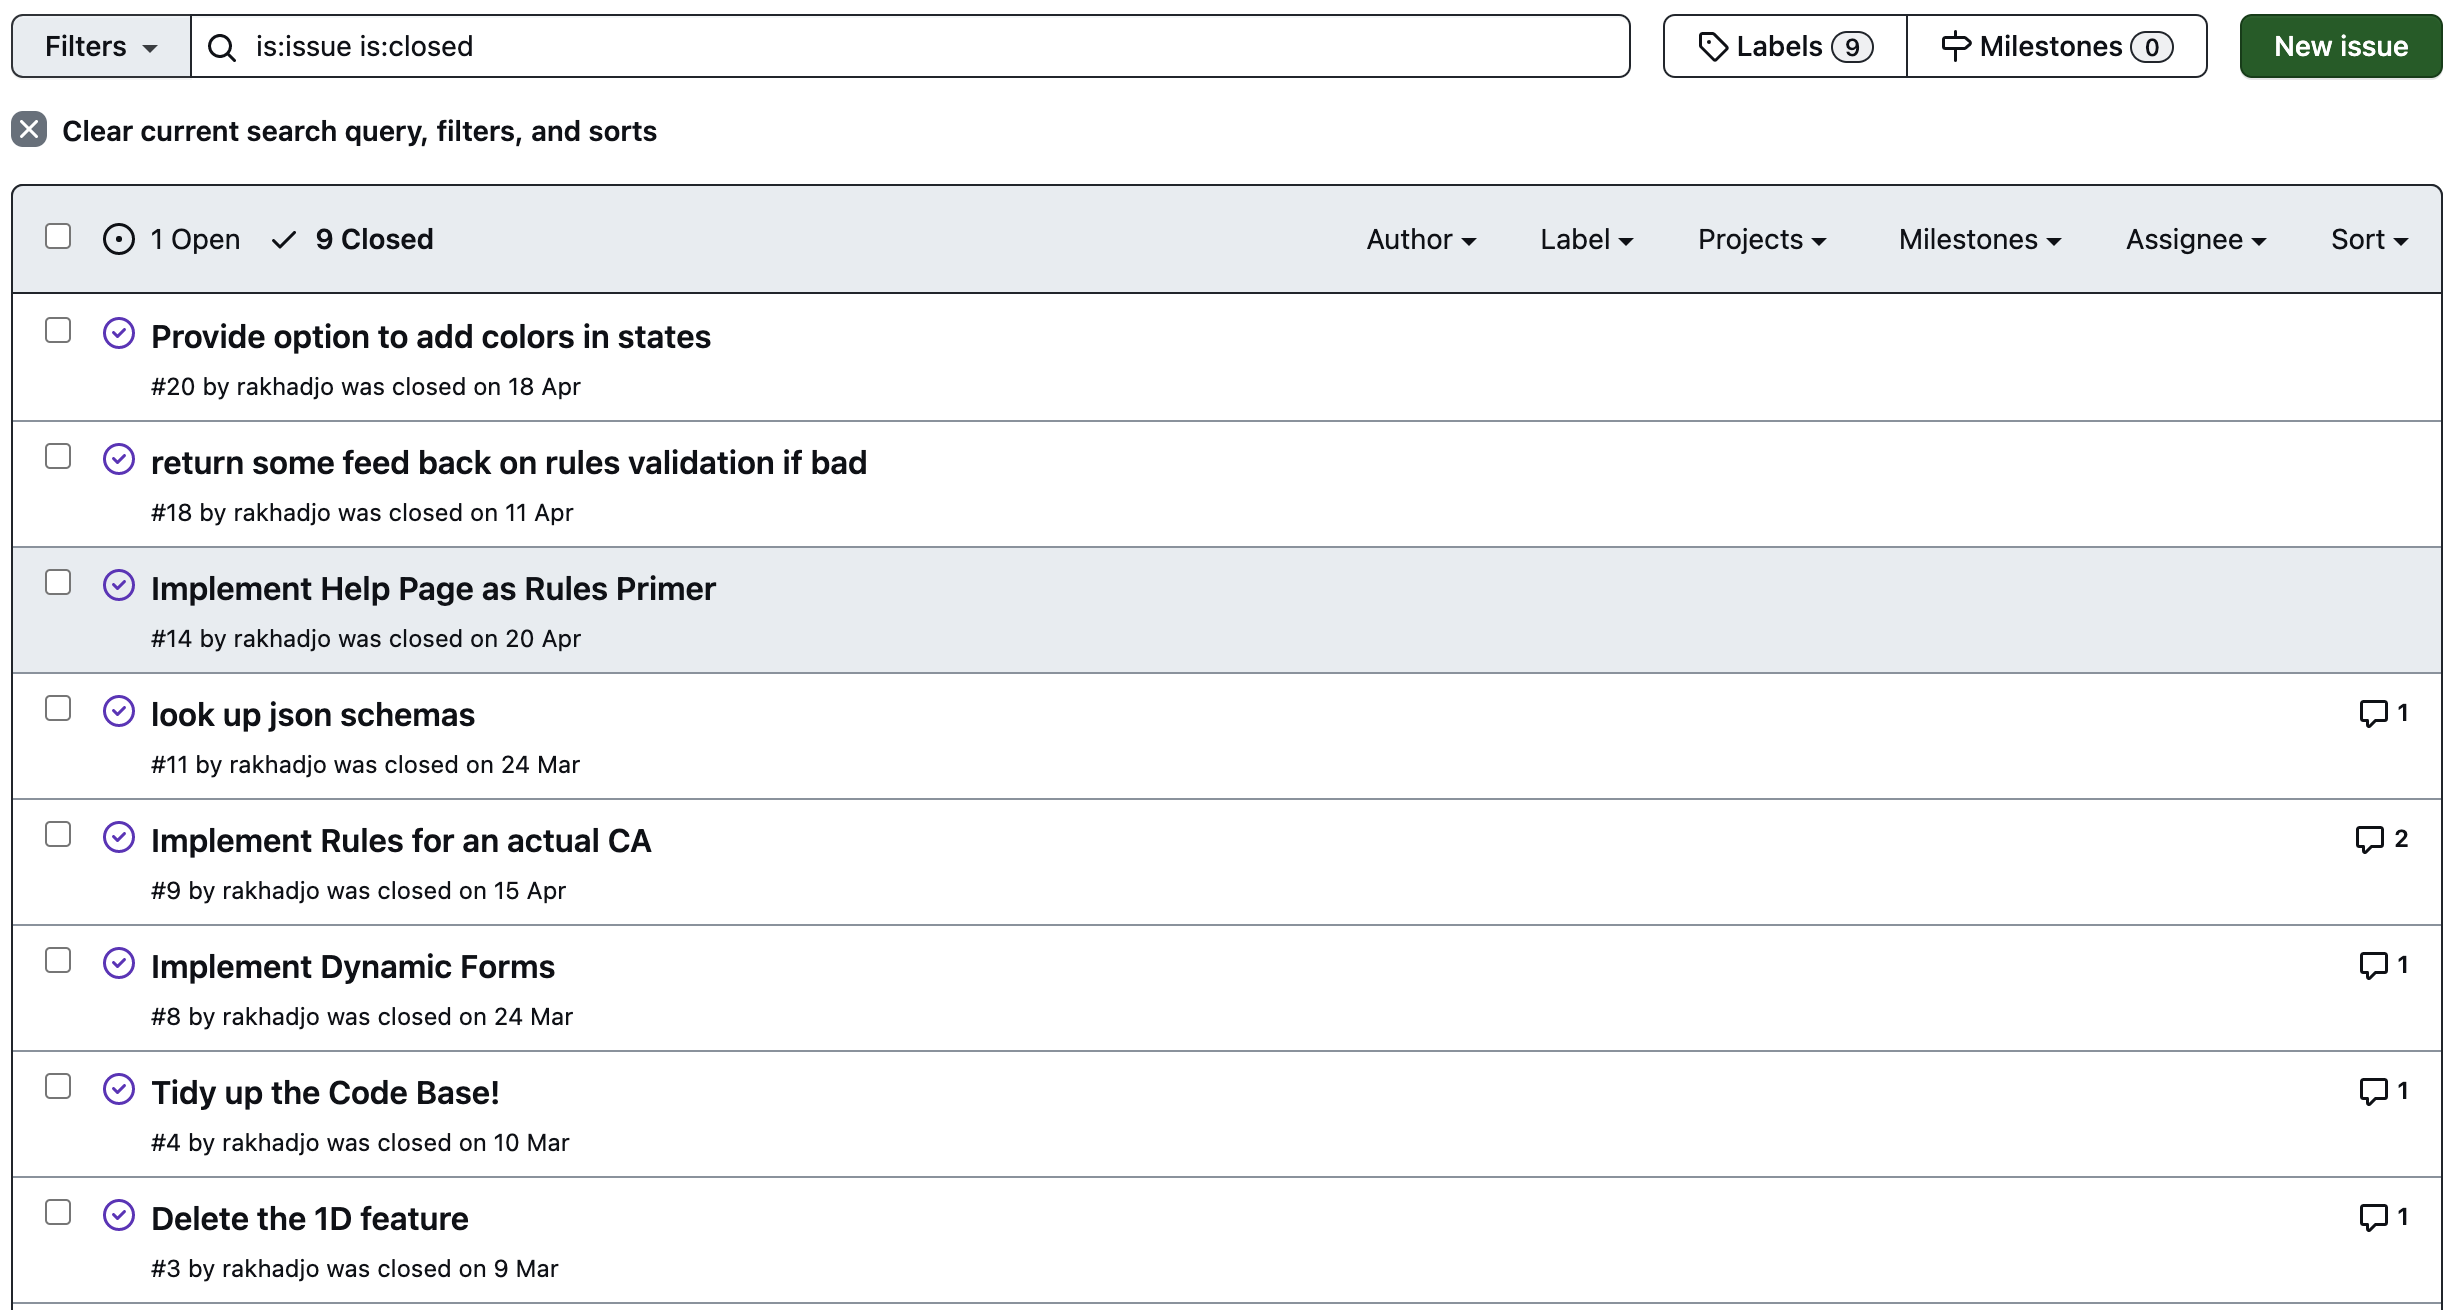 Filters is:issue is:closed Labels 9 Milestones 0 New issue
Clear current search query, filters, and sorts
1 Open 9 Closed Author Label Projects Milestones Assignee Sort
Provide option to add colors in states
#20 by rakhadjo was closed on 18 Apr
return some feed back on rules validation if bad
#18 by rakhadjo was closed on 11 Apr
Implement Help Page as Rules Primer
#14 by rakhadjo was closed on 20 Apr
look up json schemas 1
#11 by rakhadjo was closed on 24 Mar
Implement Rules for an actual CA 2
#9 by rakhadjo was closed on 15 Apr
Implement Dynamic Forms 1
#8 by rakhadjo was closed on 24 Mar
Tidy up the Code Base! 1
#4 by rakhadjo was closed on 10 Mar
Delete the 1D feature 1
#3 by rakhadjo was closed on 9 Mar